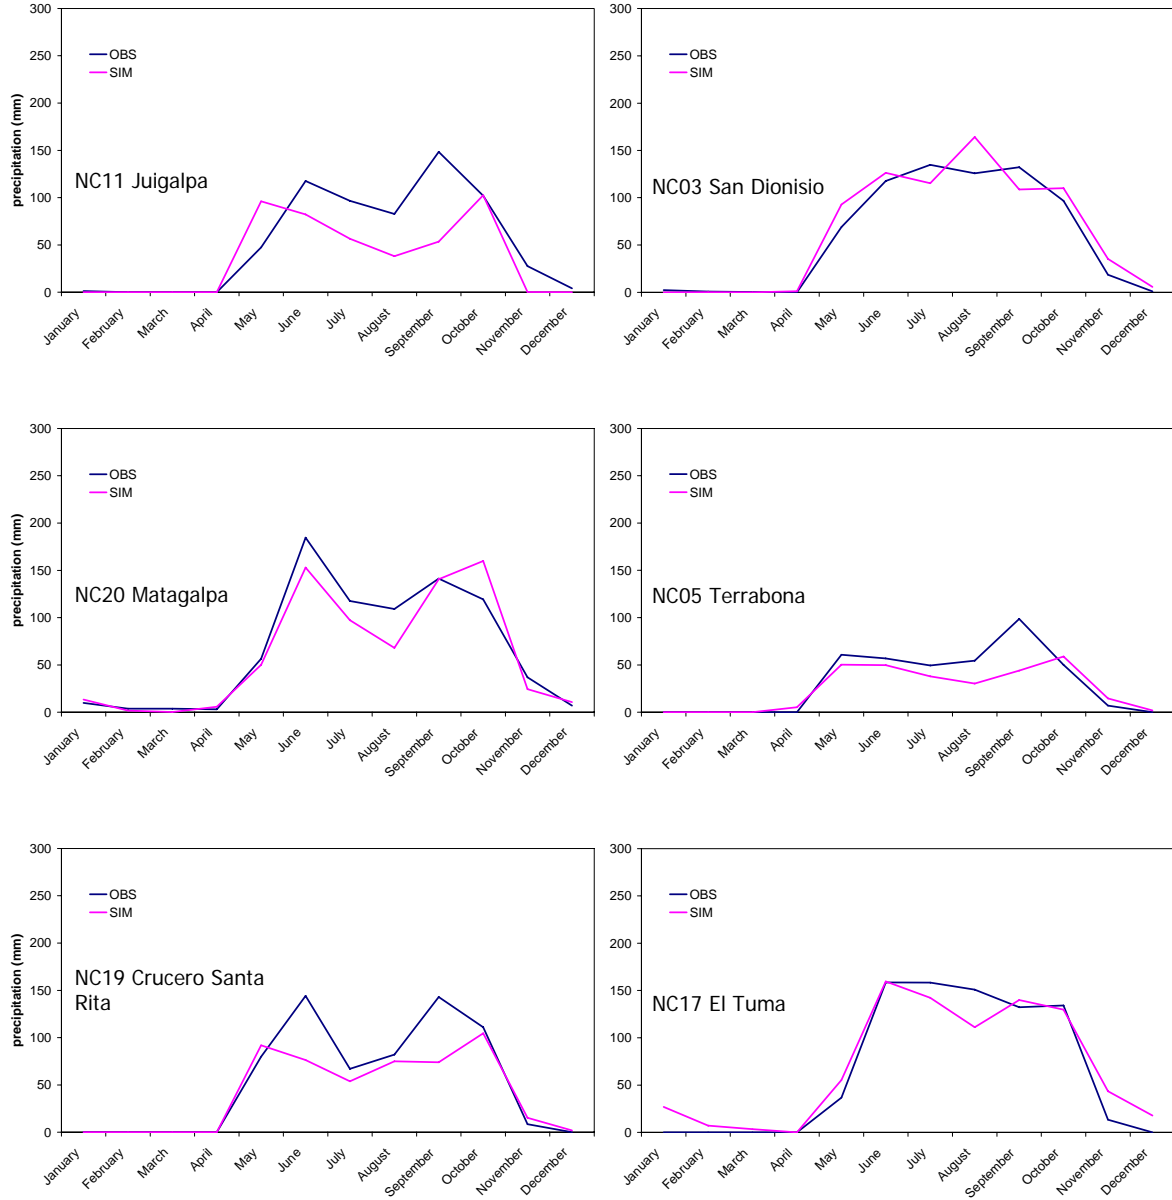 300
250
200
150
100
50
0
precipitation (mm)
OBS
SIM
NC11 Juigalpa
January
February
March
April
May
June
July
August
September
October
November
December
300
250
200
150
100
50
0
OBS
SIM
NC03 San Dionisio
January
February
March
April
May
June
July
August
September
October
November
December
300
250
200
150
100
50
0
precipitation (mm)
OBS
SIM
NC20 Matagalpa
January
February
March
April
May
June
July
August
September
October
November
December
300
250
200
150
100
50
0
OBS
SIM
NC05 Terrabona
January
February
March
April
May
June
July
August
September
October
November
December
300
250
200
150
100
50
0
precipitation (mm)
OBS
SIM
NC19 Crucero Santa
Rita
January
February
March
April
May
June
July
August
September
October
November
December
300
250
200
150
100
50
0
OBS
SIM
NC17 El Tuma
January
February
March
April
May
June
July
August
September
October
November
December